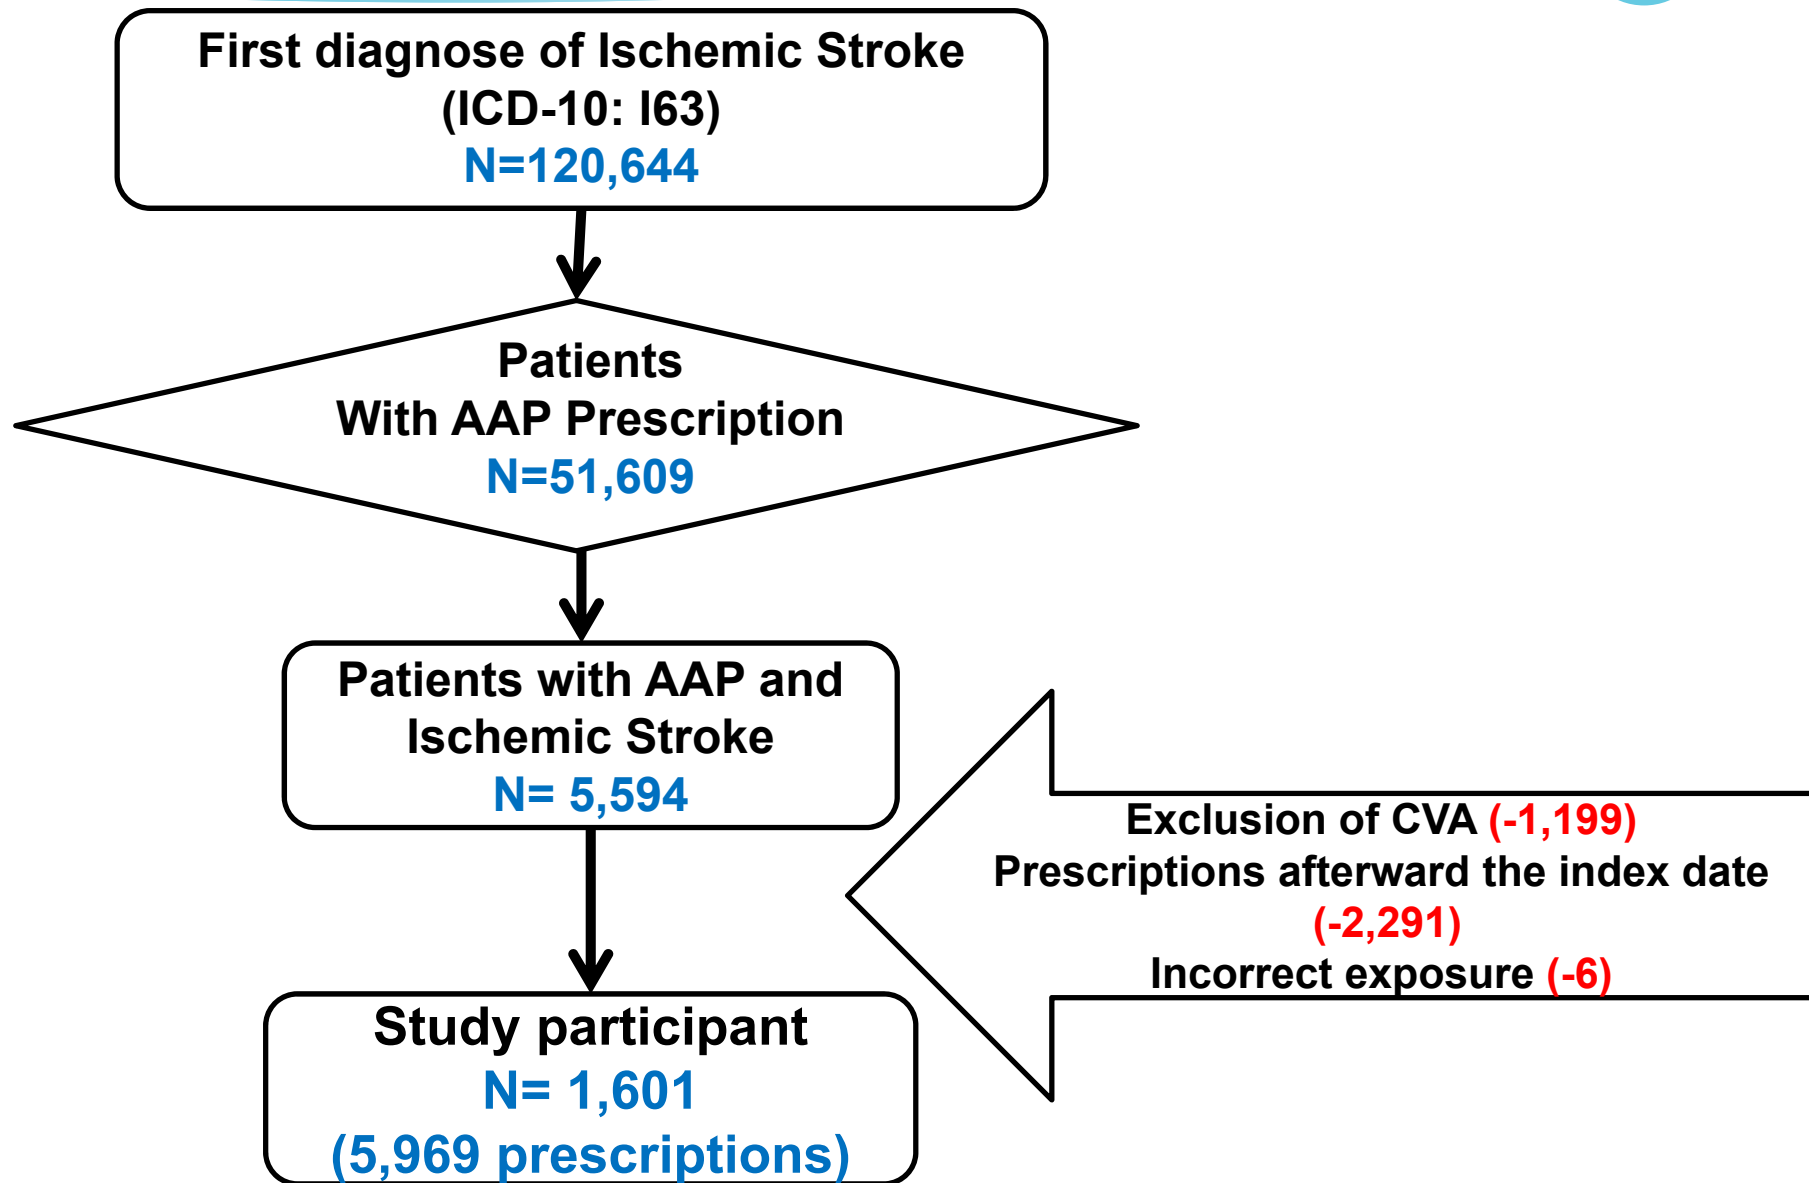 First diagnose of Ischemic Stroke
(ICD-10: I63)
N=120,644
Patients
With AAP Prescription
N=51,609
Patients with AAP and
Ischemic Stroke
N= 5,594
Exclusion of CVA (-1,199)
Prescriptions afterward the index date
(-2,291)
Incorrect exposure (-6)
Study participant
N= 1,601
(5,969 prescriptions)